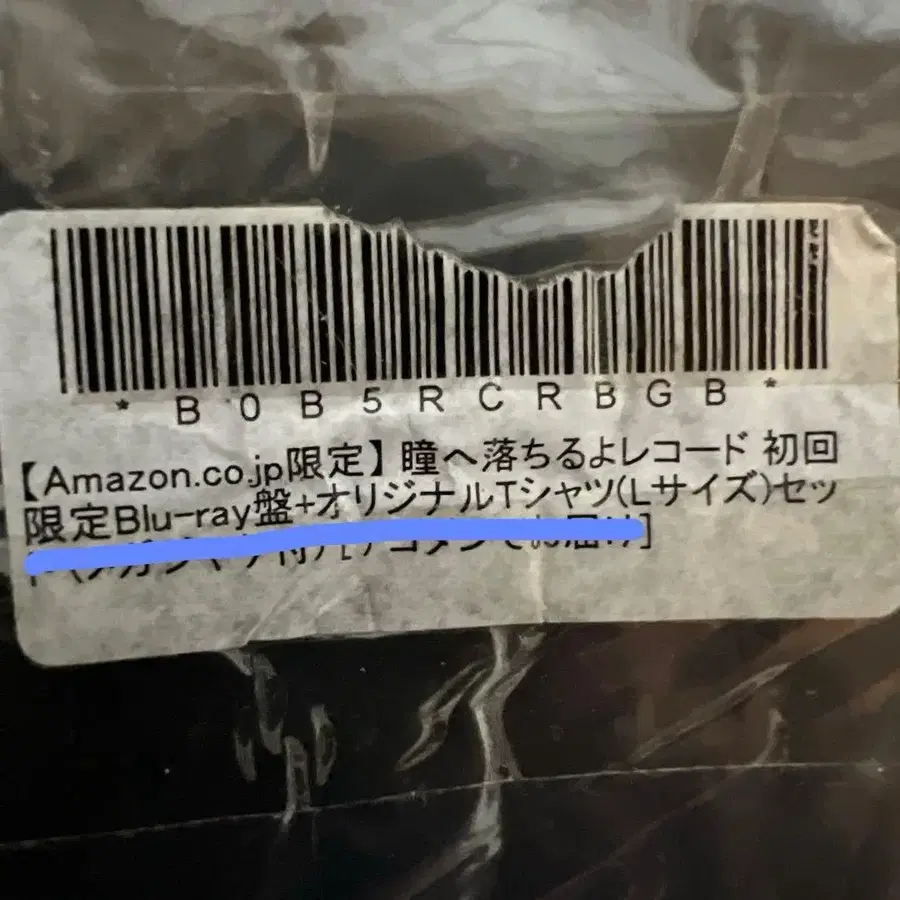 * B 0 B 5 R C R B G B *
【Amazon.co.jp限定】瞳へ落ちるよレコード 初回
限定Blu-ray盤+オリジナルTシャツ(Lサイズ)セッ